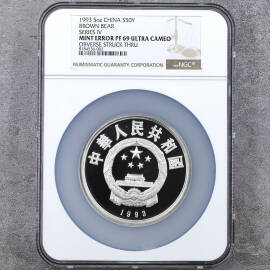 1993 5oz CHINA S50Y
BROWN BEAR
SERIES IV
MINT ERROR PF 69 ULTRA CAMEO
OBVERSE STRUCK THRU
NGC
NUMISMATIC GUARANTY CORPORATION
中华人民共和国
1993